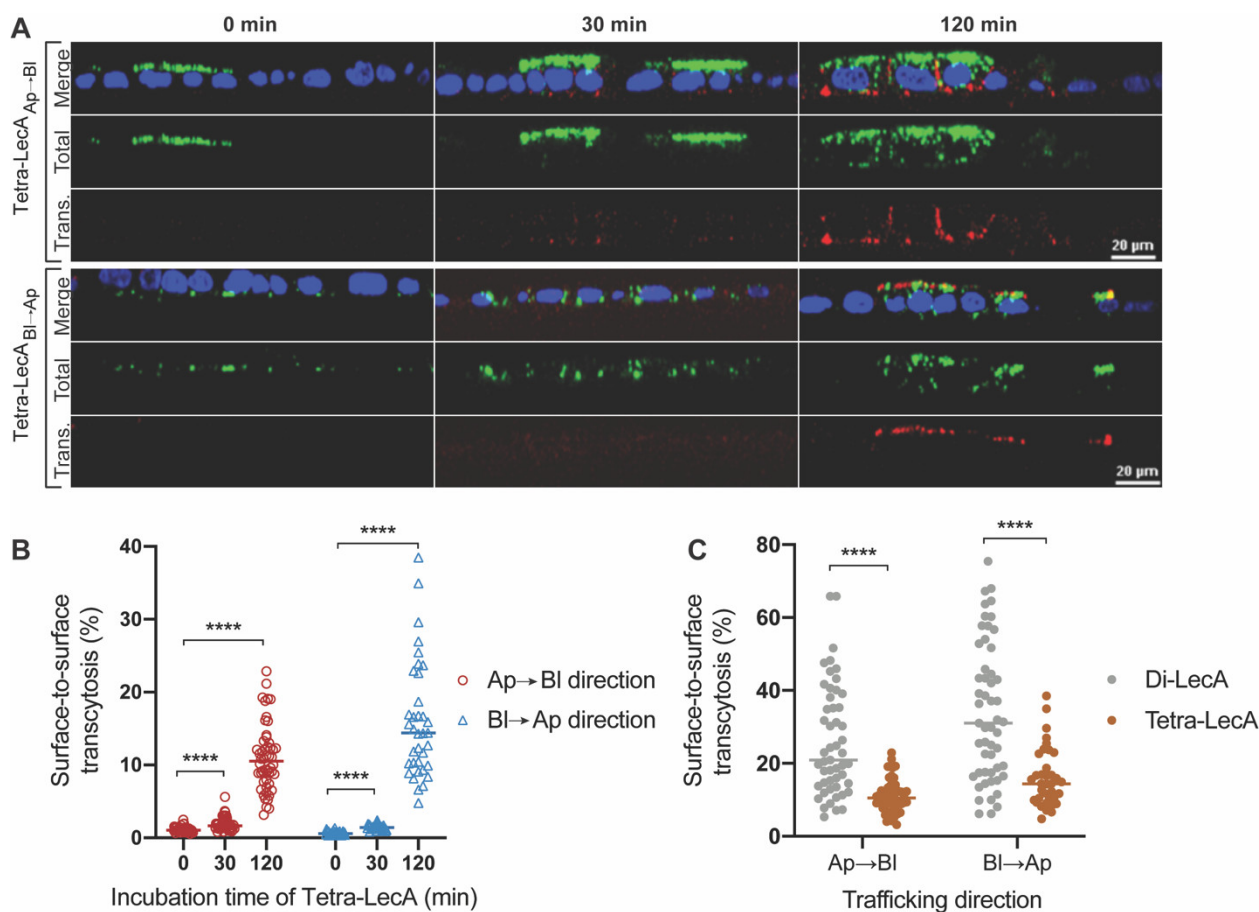 A
0 min
30 min
120 min
Tetra-LecA Ap→Bl
Merge
Total
Trans.
20 µm
Tetra-LecA Bl→Ap
Merge
Total
Trans.
20 µm
B
Surface-to-surface
transcytosis (%)
40
30
20
10
0
****
****
****
****
0 30 120 0 30 120
Incubation time of Tetra-LecA (min)
Ap→Bl direction
Bl→Ap direction
C
Surface-to-surface
transcytosis (%)
80
60
40
20
0
****
****
Ap→Bl Bl→Ap
Trafficking direction
Di-LecA
Tetra-LecA